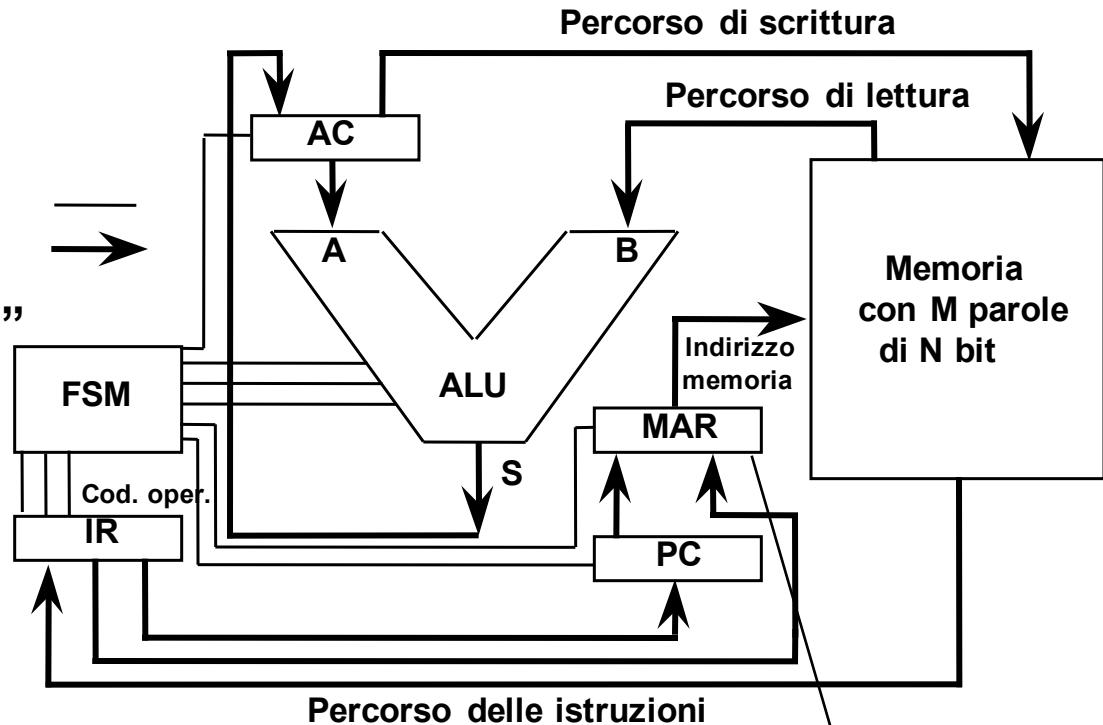 Percorso di scrittura
Percorso di lettura
AC
A
B
Memoria
con M parole
di N bit
”
Indirizzo
memoria
FSM
ALU
MAR
S
Cod. oper.
IR
PC
Percorso delle istruzioni